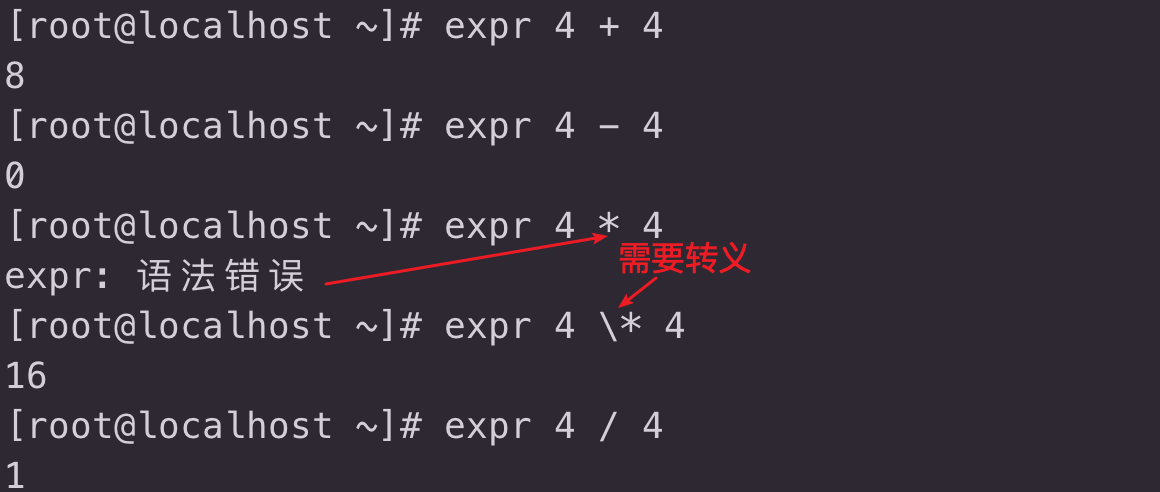 [root@localhost ~]# expr 4 + 4
8
[root@localhost ~]# expr 4 - 4
0
[root@localhost ~]# expr 4 * 4
需要转义
expr: 语法错误
[root@localhost ~]# expr 4 \* 4
16
[root@localhost ~]# expr 4 / 4
1